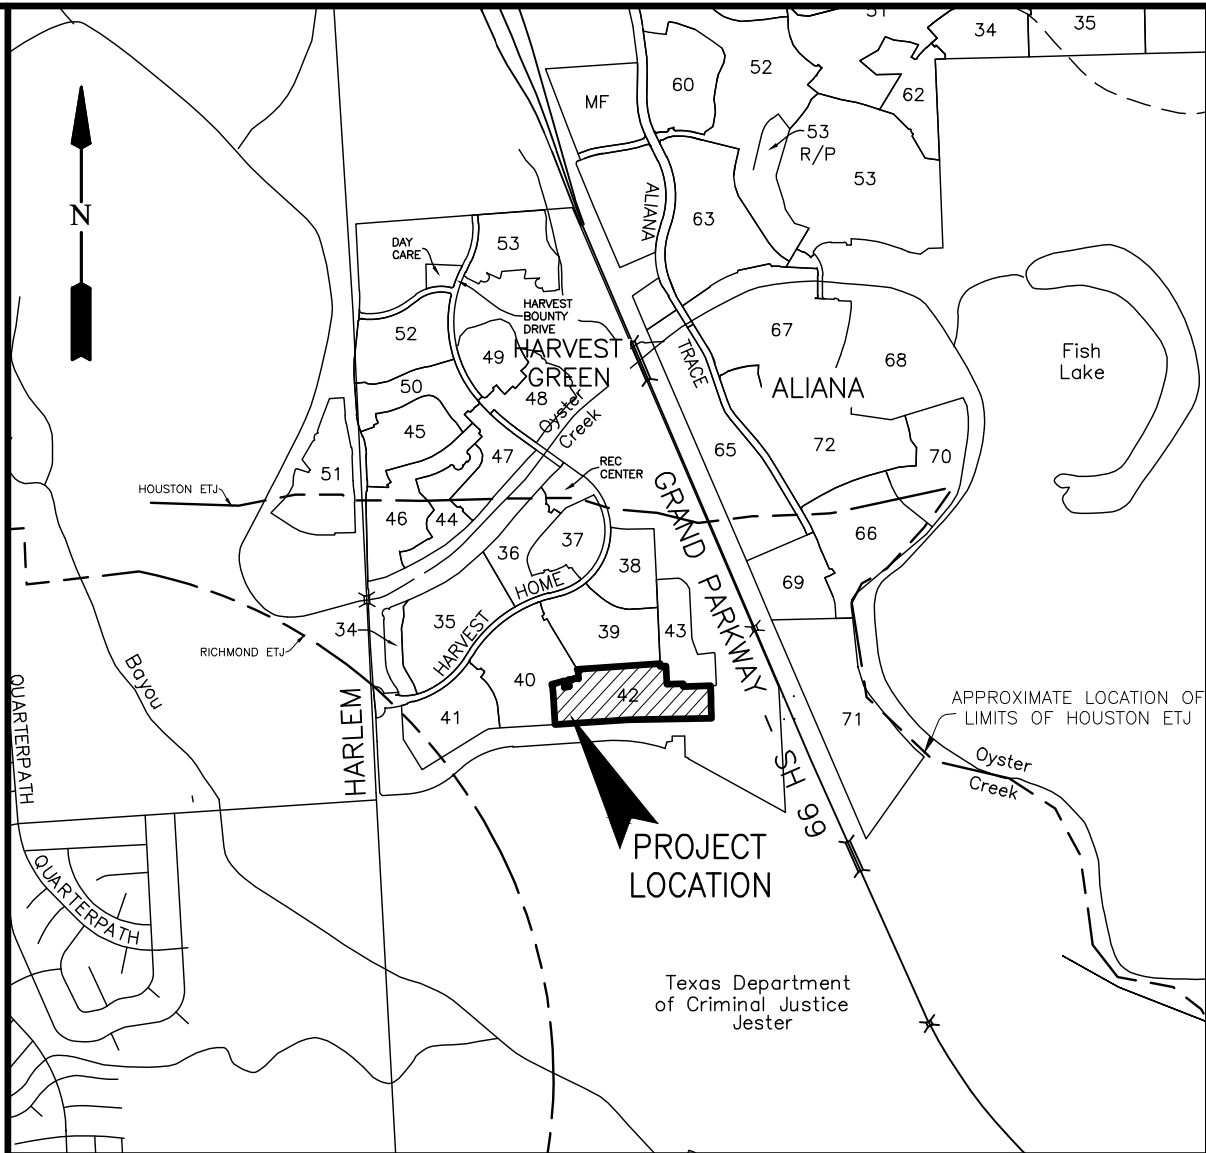 51
34
35
60
52
MF
62
53
R/P
53
ALIANA
63
N
DAY
CARE
53
HARVEST
BOUNTY
DRIVE
52
49
HARVEST
GREEN
67
68
TRACE
ALIANA
Fish
Lake
50
48
Oyster
Creek
45
47
51
REC
CENTER
65
72
70
HOUSTON ETJ
46
44
GRAND PARKWAY - SH 99
36
37
38
66
69
HARVEST HOME
34
35
39
43
RICHMOND ETJ
QUARTERPATH
Bayou
HARLEM
40
42
41
71
APPROXIMATE LOCATION OF
LIMITS OF HOUSTON ETJ
Oyster
Creek
PROJECT
LOCATION
QUARTERPATH
Texas Department
of Criminal Justice
Jester